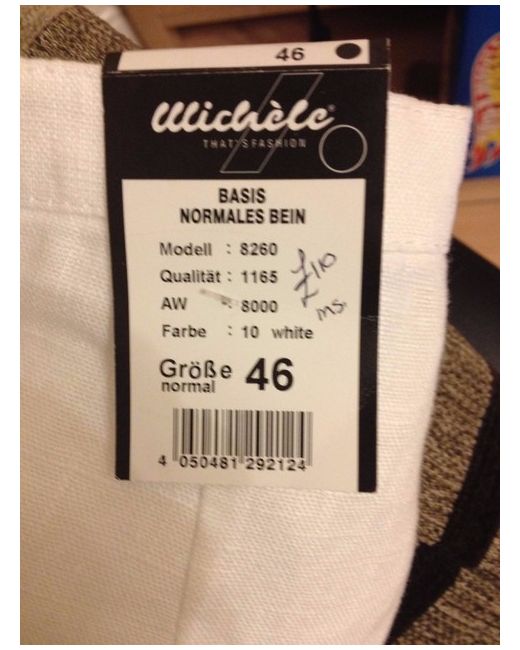 46
Michèle
THAT'S FASHION
BASIS
NORMALES BEIN
Modell : 8260
Qualität : 1165
AW : 8000
Farbe : 10 white
£10
ms.
Größe 46
normal
4 050481 292124